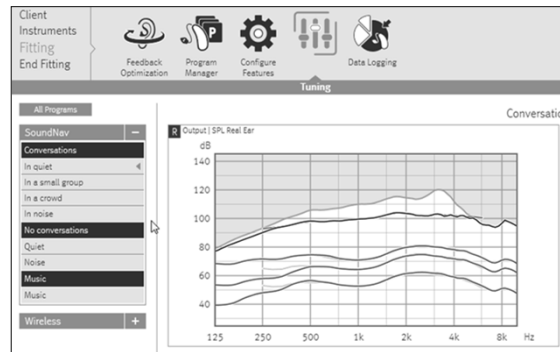 Client
Instruments
Fitting
End Fitting
Feedback Optimization
Program Manager
P
Configure Features
Data Logging
Tuning
All Programs
SoundNav −
Conversations
In quiet
In a small group
In a crowd
In noise
No conversations
Quiet
Noise
Music
Music
Wireless +
Conversatio
R Output | SPL Real Ear
dB
140
120
100
80
60
40
125 250 500 1k 2k 4k 8k Hz